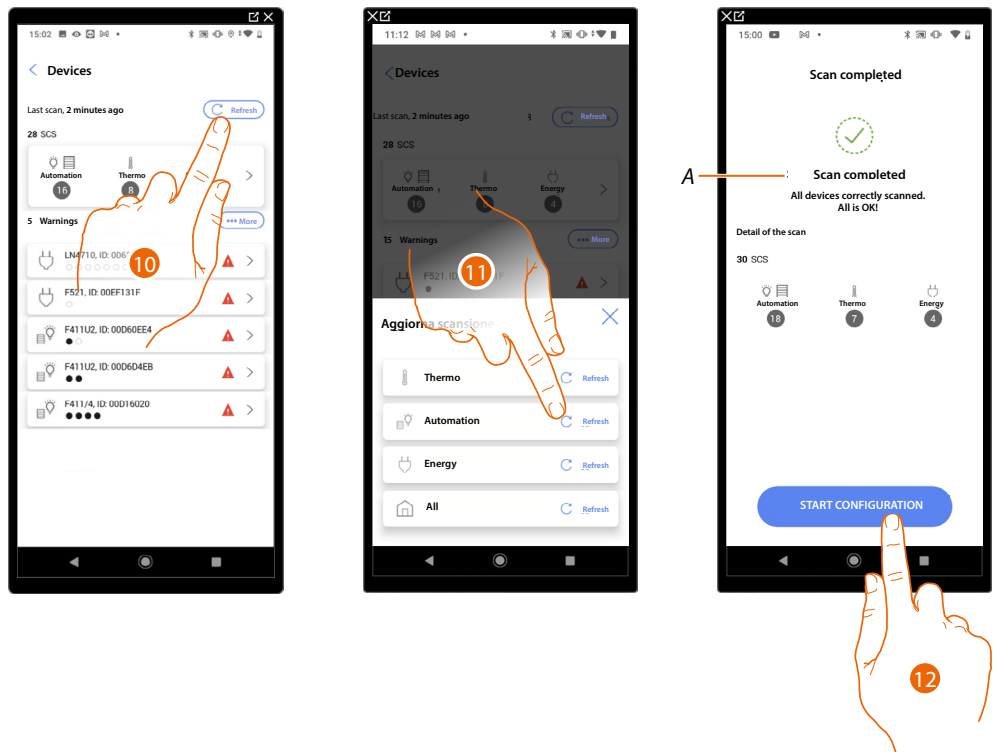 15:02
Devices
Last scan, 2 minutes ago
Refresh
28 SCS
Automation
Thermo
16
8
5 Warnings
••• More
LN4710, ID: 006
F521, ID: 00EF131F
F411U2, ID: 00D60EE4
F411U2, ID: 00D6D4EB
F411/4, ID: 00D16020
10
11:12
Devices
Last scan, 2 minutes ago
Refresh
28 SCS
Automation
Thermo
Energy
16
8
4
15 Warnings
••• More
F521, ID: 1F
11
Aggiorna scansione
Thermo
Refresh
Automation
Refresh
Energy
Refresh
All
Refresh
15:00
Scan completed
A
Scan completed
All devices correctly scanned.
All is OK!
Detail of the scan
30 SCS
Automation
Thermo
Energy
18
7
4
START CONFIGURATION
12